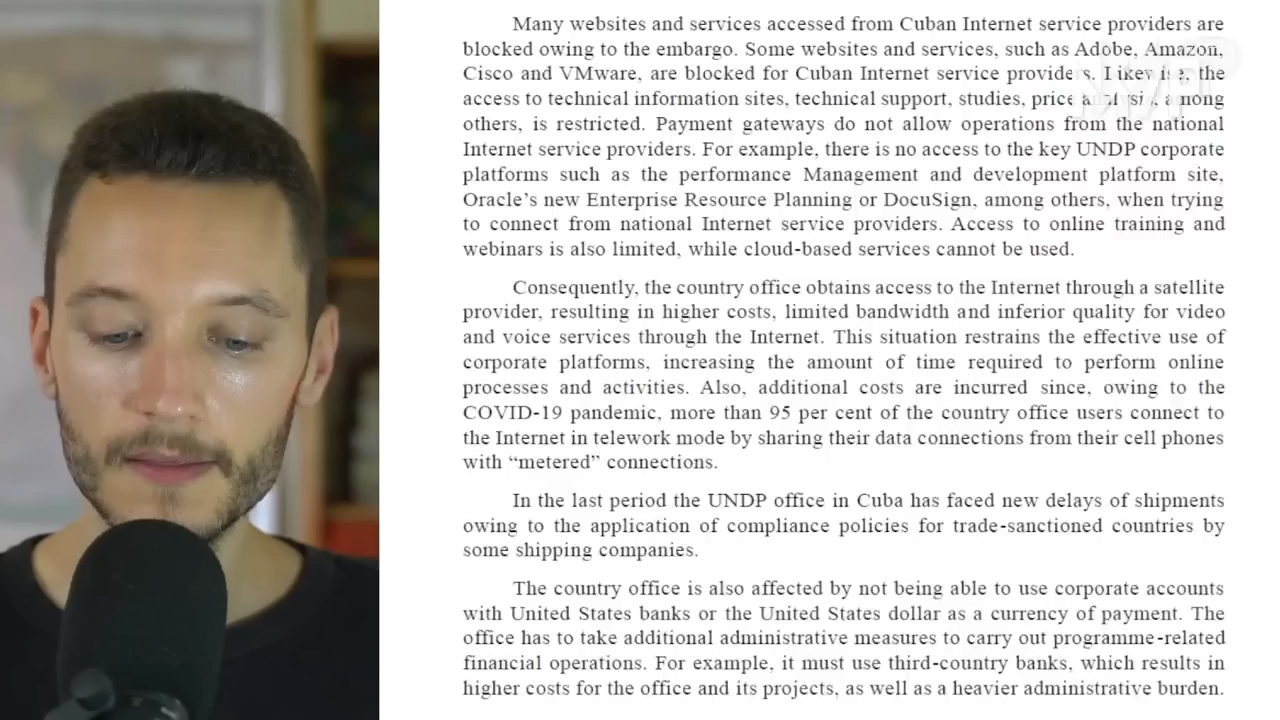 Many websites and services accessed from Cuban Internet service providers are
blocked owing to the embargo. Some websites and services, such as Adobe, Amazon,
Cisco and VMware, are blocked for Cuban Internet service providers. Likewise, the
access to technical information sites, technical support, studies, price analysis, among
others, is restricted. Payment gateways do not allow operations from the national
Internet service providers. For example, there is no access to the key UNDP corporate
platforms such as the performance Management and development platform site,
Oracle’s new Enterprise Resource Planning or DocuSign, among others, when trying
to connect from national Internet service providers. Access to online training and
webinars is also limited, while cloud-based services cannot be used.
Consequently, the country office obtains access to the Internet through a satellite
provider, resulting in higher costs, limited bandwidth and inferior quality for video
and voice services through the Internet. This situation restrains the effective use of
corporate platforms, increasing the amount of time required to perform online
processes and activities. Also, additional costs are incurred since, owing to the
COVID-19 pandemic, more than 95 per cent of the country office users connect to
the Internet in telework mode by sharing their data connections from their cell phones
with “metered” connections.
In the last period the UNDP office in Cuba has faced new delays of shipments
owing to the application of compliance policies for trade-sanctioned countries by
some shipping companies.
The country office is also affected by not being able to use corporate accounts
with United States banks or the United States dollar as a currency of payment. The
office has to take additional administrative measures to carry out programme-related
financial operations. For example, it must use third-country banks, which results in
higher costs for the office and its projects, as well as a heavier administrative burden.